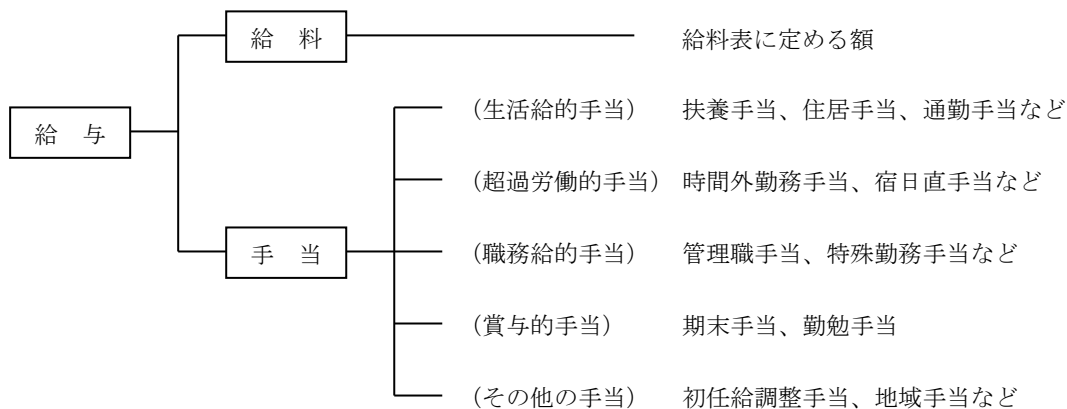 給 料 給料表に定める額
(生活給的手当) 扶養手当、住居手当、通勤手当など
給 与
(超過労働的手当) 時間外勤務手当、宿日直手当など
手 当 (職務給的手当) 管理職手当、特殊勤務手当など
(賞与的手当) 期末手当、勤勉手当
(その他の手当) 初任給調整手当、地域手当など